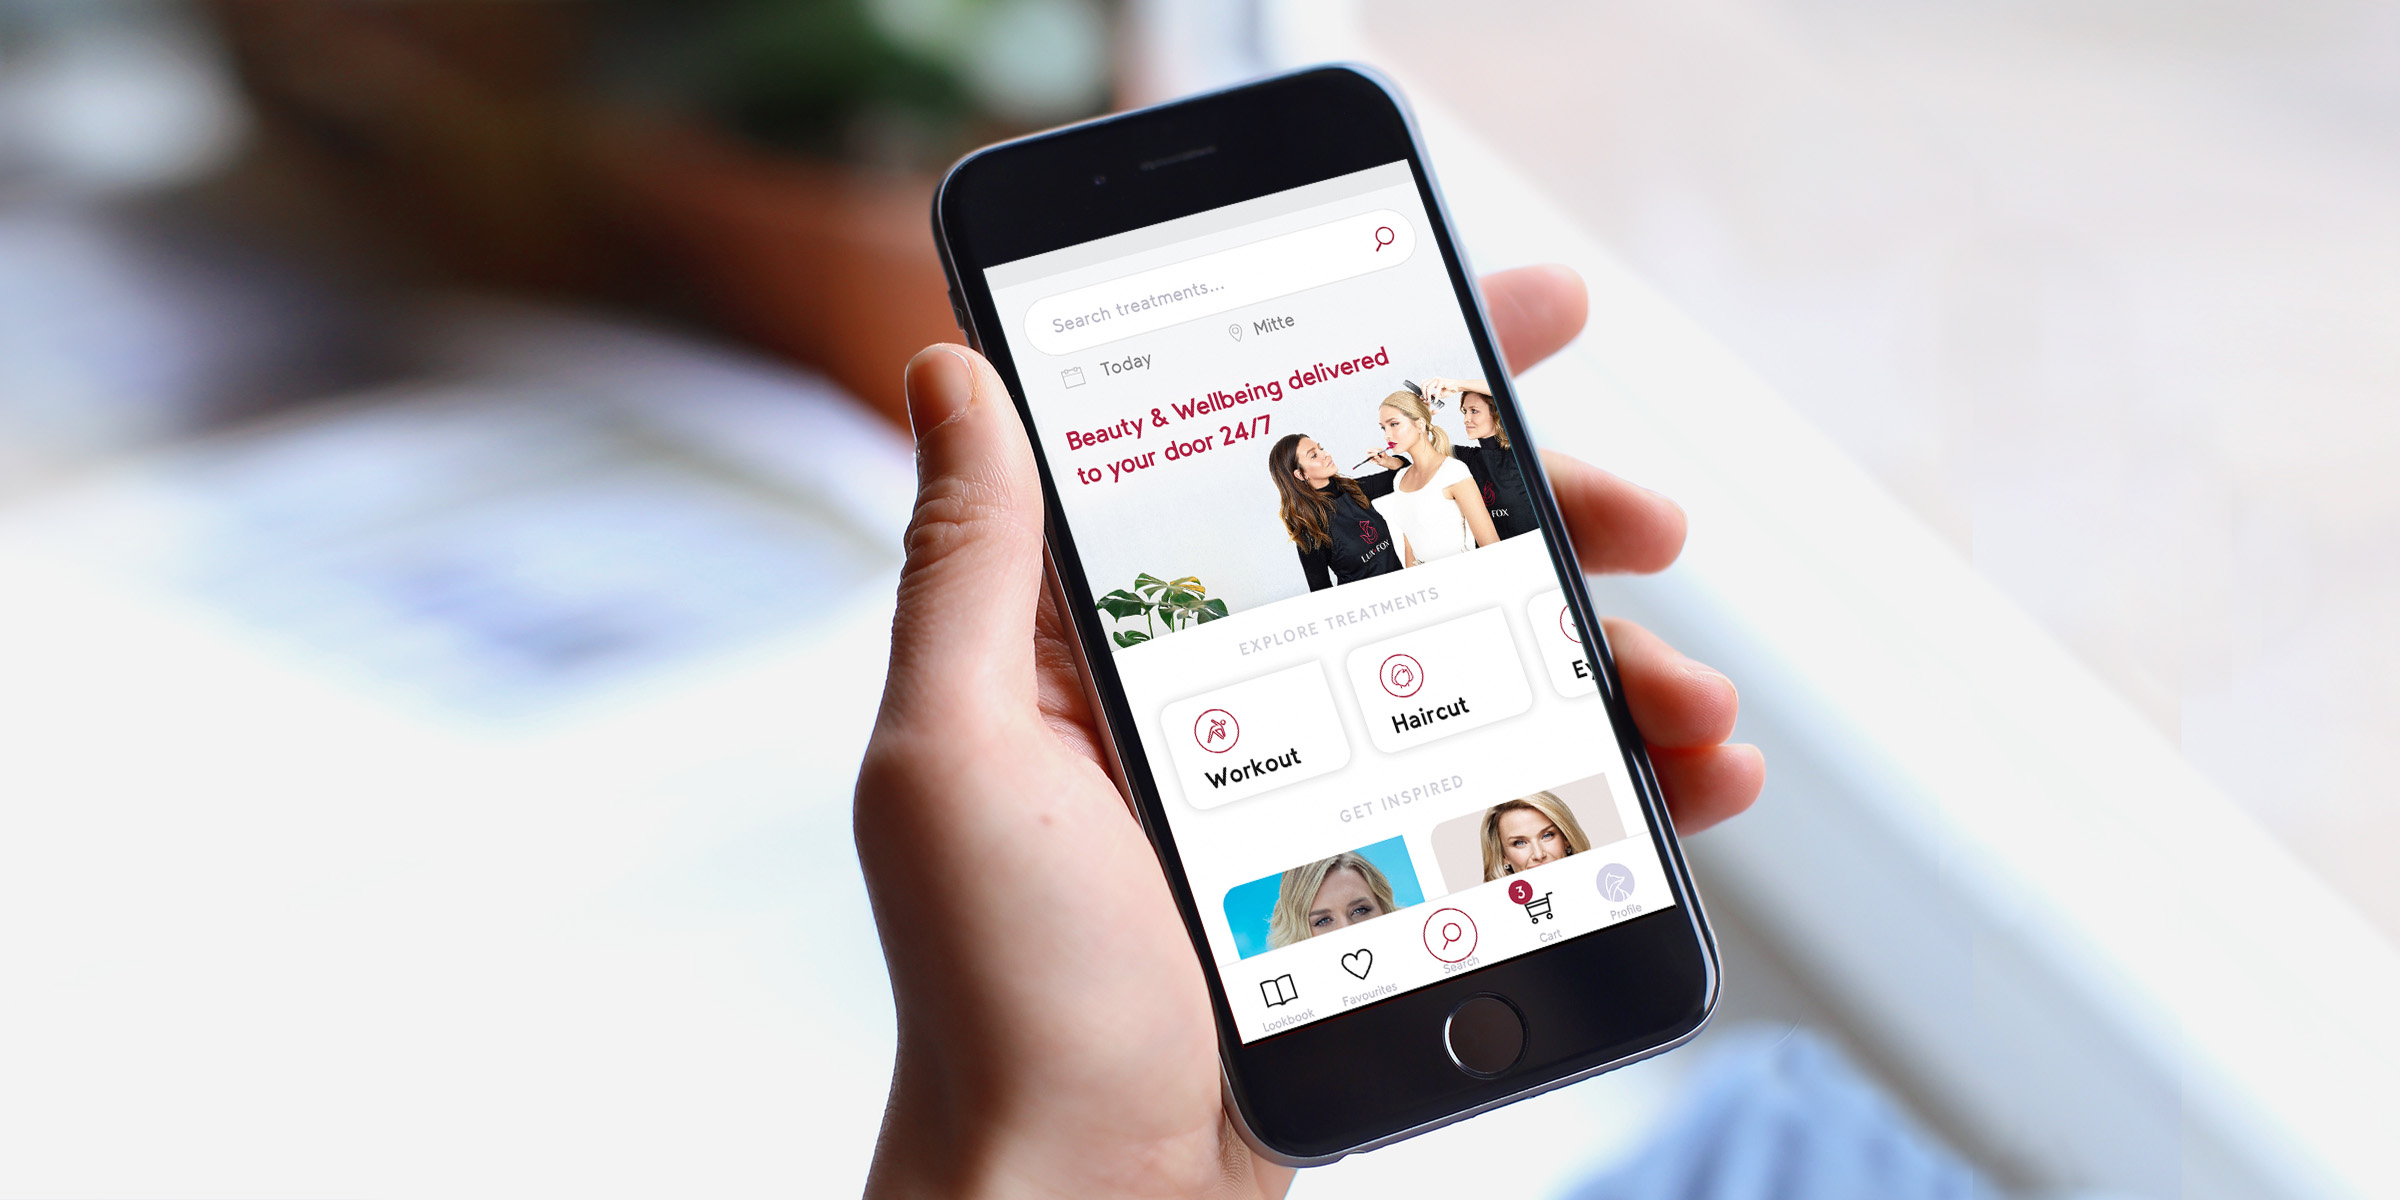 Search treatments...
Today
Mitte
Beauty & Wellbeing delivered
to your door 24/7
LUX FOX
FOX
EXPLORE TREATMENTS
Workout
Haircut
Ey
GET INSPIRED
Lookbook
Favourites
Search
3
Cart
Profile